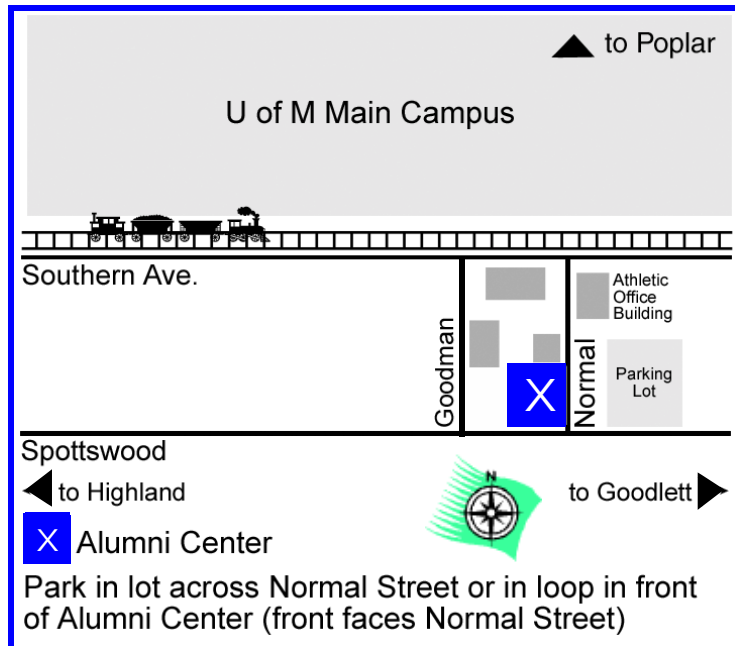 to Poplar
U of M Main Campus
Southern Ave.
Goodman
Normal
Athletic
Office
Building
Parking
Lot
X
Spottswood
to Highland
N
to Goodlett
X Alumni Center
Park in lot across Normal Street or in loop in front
of Alumni Center (front faces Normal Street)